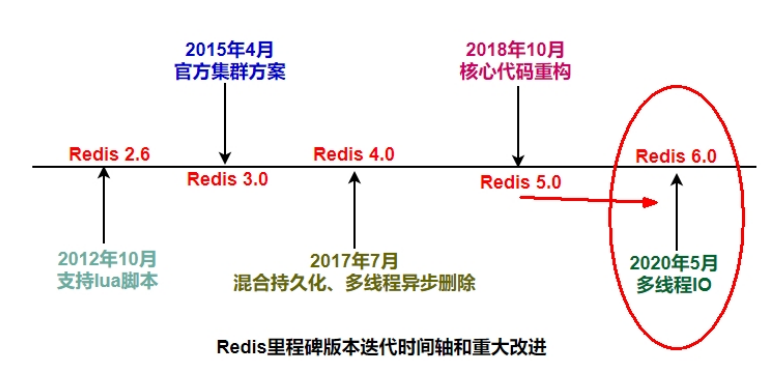 2015年4月
官方集群方案
2018年10月
核心代码重构
Redis 2.6
Redis 3.0
Redis 4.0
Redis 5.0
Redis 6.0
2012年10月
支持lua脚本
2017年7月
混合持久化、多线程异步删除
2020年5月
多线程IO
Redis里程碑版本迭代时间轴和重大改进